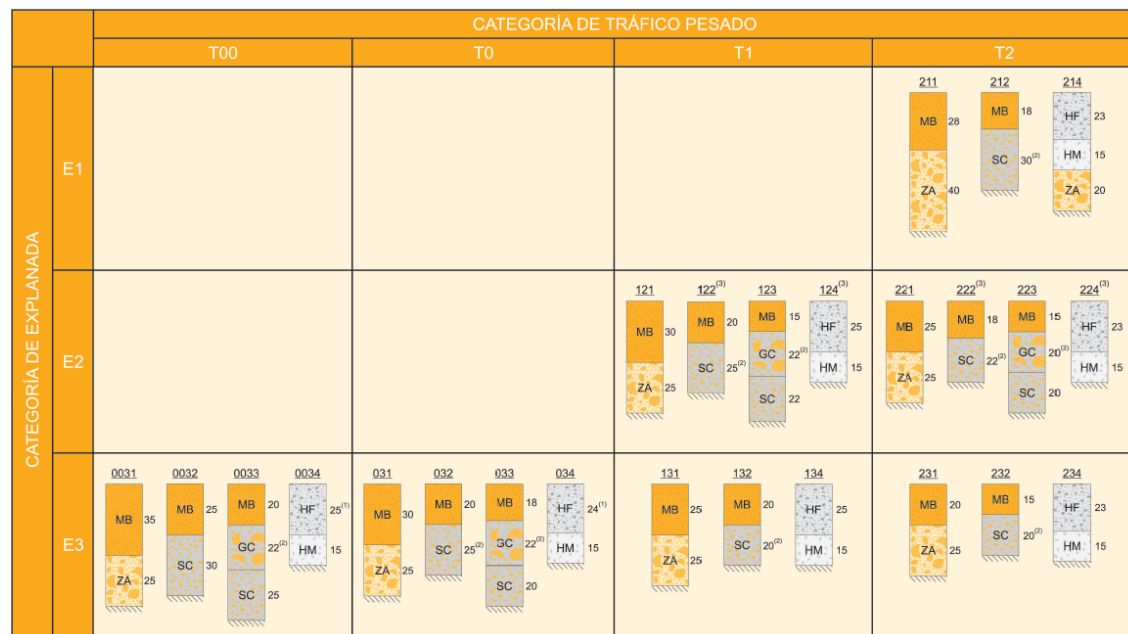 CATEGORÍA DE TRÁFICO PESADO
T00 T0 T1 T2
CATEGORÍA DE EXPLANADA
E1
211 212 214
MB 28 MB 18 HF 23
ZA 40 SC 30(2) HM 15
ZA 20
E2
121 122(3) 123 124(3) 221 222(3) 223 224(3)
MB 30 MB 20 MB 15 HF 25 MB 25 MB 18 MB 15 HF 23
ZA 25 SC 25(2) GC 22(2) HM 15 ZA 25 SC 22(2) GC 20(2) HM 15
SC 22 SC 20
E3
0031 0032 0033 0034 031 032 033 034 131 132 134 231 232 234
MB 35 MB 25 MB 20 HF 25(1) MB 30 MB 20 MB 18 HF 24(1) MB 25 MB 20 HF 25 MB 20 MB 15 HF 23
ZA 25 SC 30 GC 22(2) HM 15 ZA 25 SC 25(2) GC 22(2) HM 15 ZA 25 SC 20(2) HM 15 ZA 25 SC 20(2) HM 15
SC 25 SC 20